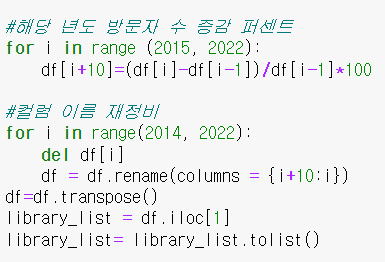 #해당 년도 방문자 수 증감 퍼센트
for i in range (2015, 2022):
    df[i+10]=(df[i]-df[i-1])/df[i-1]*100
#컬럼 이름 재정비
for i in range(2014, 2022):
    del df[i]
    df = df.rename(columns = {i+10:i})
df=df.transpose()
library_list = df.iloc[1]
library_list= library_list.tolist()